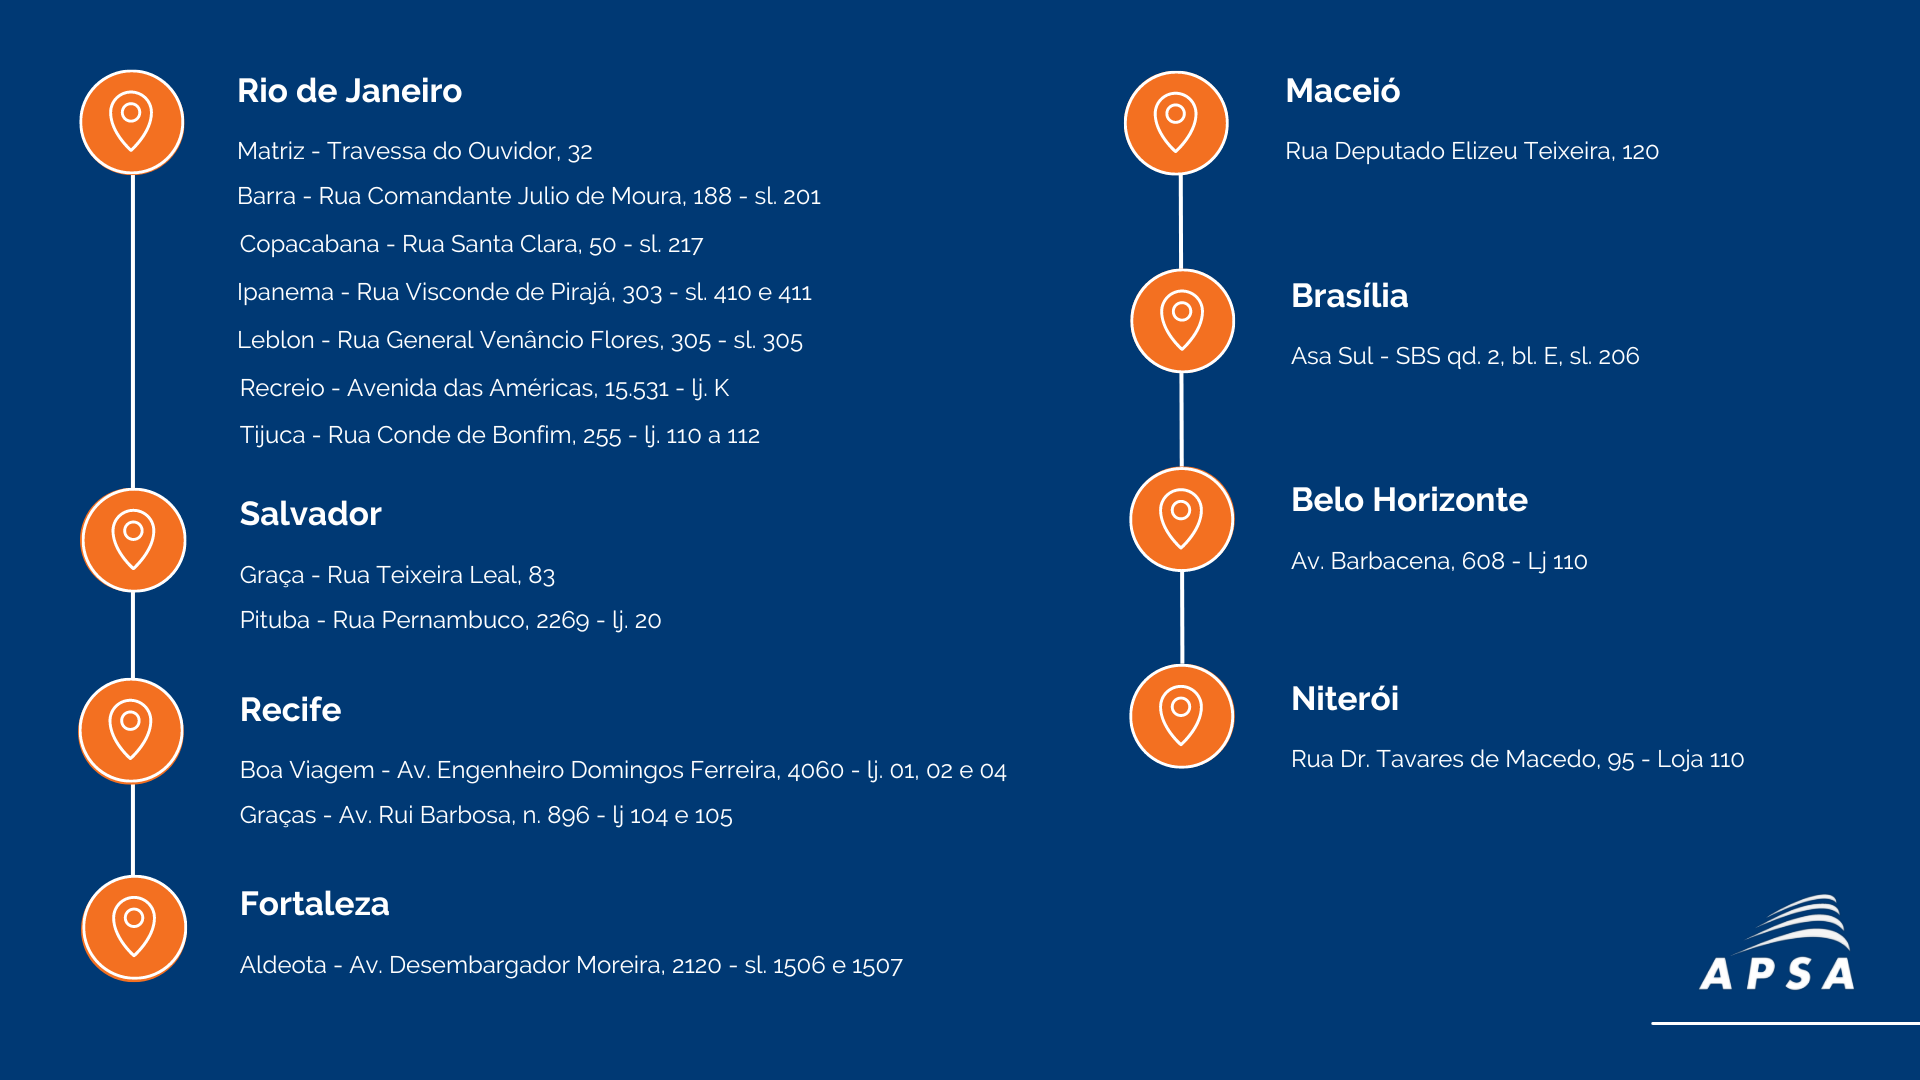 Rio de Janeiro
Matriz - Travessa do Ouvidor, 32
Barra - Rua Comandante Julio de Moura, 188 - sl. 201
Copacabana - Rua Santa Clara, 50 - sl. 217
Ipanema - Rua Visconde de Pirajá, 303 - sl. 410 e 411
Leblon - Rua General Venâncio Flores, 305 - sl. 305
Recreio - Avenida das Américas, 15.531 - lj. K
Tijuca - Rua Conde de Bonfim, 255 - lj. 110 a 112
Salvador
Graça - Rua Teixeira Leal, 83
Pituba - Rua Pernambuco, 2269 - lj. 20
Recife
Boa Viagem - Av. Engenheiro Domingos Ferreira, 4060 - lj. 01, 02 e 04
Graças - Av. Rui Barbosa, n. 896 - lj 104 e 105
Fortaleza
Aldeota - Av. Desembargador Moreira, 2120 - sl. 1506 e 1507
Maceió
Rua Deputado Elizeu Teixeira, 120
Brasília
Asa Sul - SBS qd. 2, bl. E, sl. 206
Belo Horizonte
Av. Barbacena, 608 - Lj 110
Niterói
Rua Dr. Tavares de Macedo, 95 - Loja 110
APSA